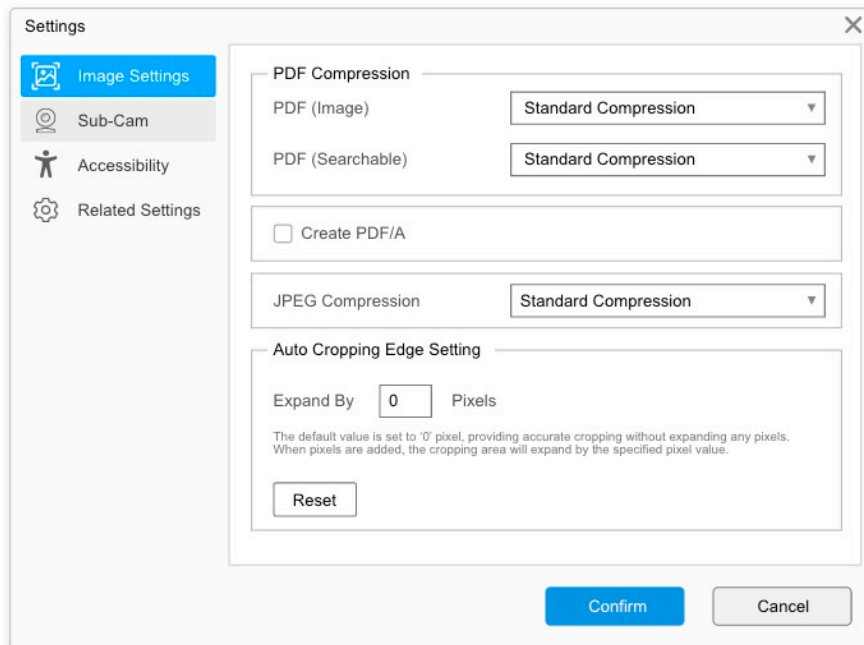 Settings
Image Settings
Sub-Cam
Accessibility
Related Settings
PDF Compression
PDF (Image) Standard Compression
PDF (Searchable) Standard Compression
Create PDF/A
JPEG Compression Standard Compression
Auto Cropping Edge Setting
Expand By 0 Pixels
The default value is set to '0' pixel, providing accurate cropping without expanding any pixels.
When pixels are added, the cropping area will expand by the specified pixel value.
Reset
Confirm Cancel